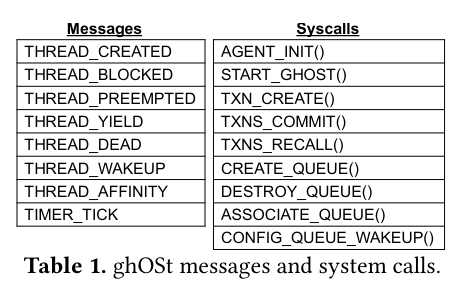 Messages Syscalls
THREAD_CREATED AGENT_INIT()
THREAD_BLOCKED START_GHOST()
THREAD_PREEMPTED TXN_CREATE()
THREAD_YIELD TXNS_COMMIT()
THREAD_DEAD TXNS_RECALL()
THREAD_WAKEUP CREATE_QUEUE()
THREAD_AFFINITY DESTROY_QUEUE()
TIMER_TICK ASSOCIATE_QUEUE()
CONFIG_QUEUE_WAKEUP()
Table 1. ghOSt messages and system calls.